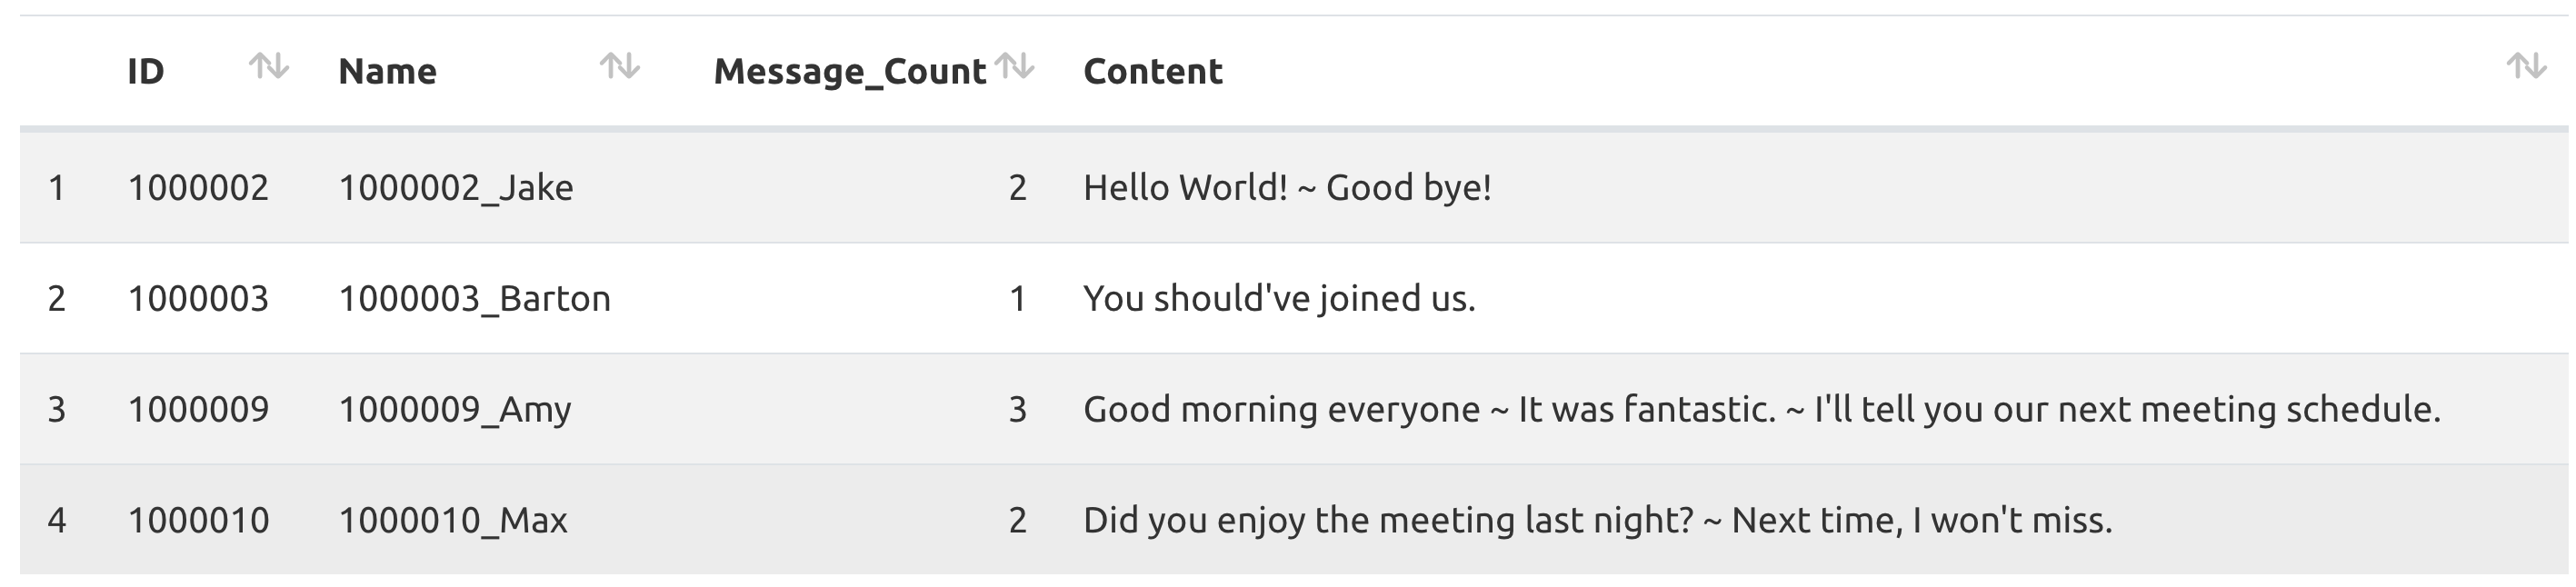 ID Name Message_Count Content
1 1000002 1000002_Jake 2 Hello World! ~ Good bye!
2 1000003 1000003_Barton 1 You should've joined us.
3 1000009 1000009_Amy 3 Good morning everyone ~ It was fantastic. ~ I'll tell you our next meeting schedule.
4 1000010 1000010_Max 2 Did you enjoy the meeting last night? ~ Next time, I won't miss.